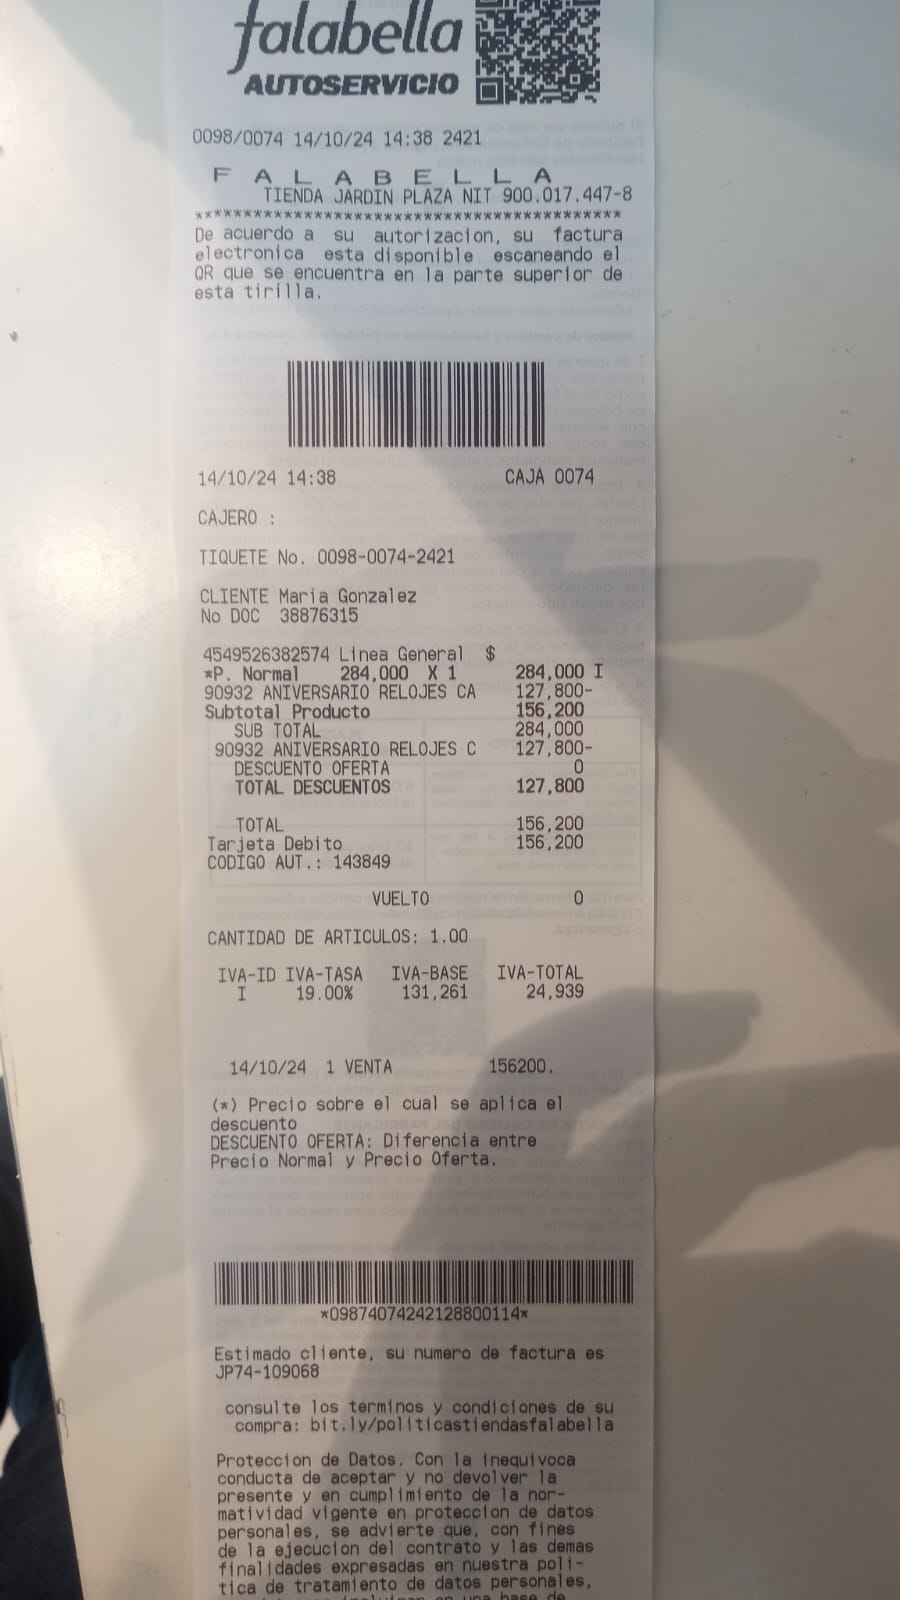 falabella
AUTOSERVICIO
0098/0074 14/10/24 14:38 2421
F A L A B E L L A
TIENDA JARDIN PLAZA NIT 900.017.447-8
********************************************
De acuerdo a su autorizacion, su factura
electronica esta disponible escaneando el
QR que se encuentra en la parte superior de
esta tirilla.
14/10/24 14:38 CAJA 0074
CAJERO :
TIQUETE No. 0098-0074-2421
CLIENTE Maria Gonzalez
No DOC 38876315
4549526382574 Linea General $
*P. Normal 284,000 X 1 284,000 I
90932 ANIVERSARIO RELOJES CA 127,800-
Subtotal Producto 156,200
SUB TOTAL 284,000
90932 ANIVERSARIO RELOJES C 127,800-
DESCUENTO OFERTA 0
TOTAL DESCUENTOS 127,800
TOTAL 156,200
Tarjeta Debito 156,200
CODIGO AUT.: 143849
VUELTO 0
CANTIDAD DE ARTICULOS: 1.00
IVA-ID IVA-TASA IVA-BASE IVA-TOTAL
I 19.00% 131,261 24,939
14/10/24 1 VENTA 156200.
(*) Precio sobre el cual se aplica el
descuento
DESCUENTO OFERTA: Diferencia entre
Precio Normal y Precio Oferta.
*09874074242128800114*
Estimado cliente, su numero de factura es
JP74-109068
consulte los terminos y condiciones de su
compra: bit.ly/politicastiendasfalabella
Proteccion de Datos. Con la inequivoca
conducta de aceptar y no devolver la
presente y en cumplimiento de la nor-
matividad vigente en proteccion de datos
personales, se advierte que, con fines
de la ejecucion del contrato y las demas
finalidades expresadas en nuestra poli-
tica de tratamiento de datos personales,